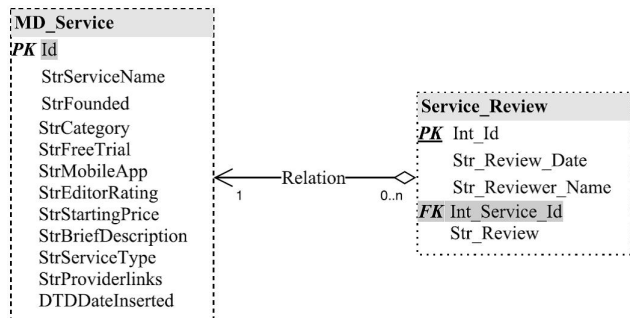 MD_Service
PK Id
StrServiceName
StrFounded
StrCategory
StrFreeTrial
StrMobileApp
StrEditorRating
StrStartingPrice
StrBriefDescription
StrServiceType
StrProviderlinks
DTDDateInserted
Relation
1
0..n
Service_Review
PK Int_Id
Str_Review_Date
Str_Reviewer_Name
FK Int_Service_Id
Str_Review